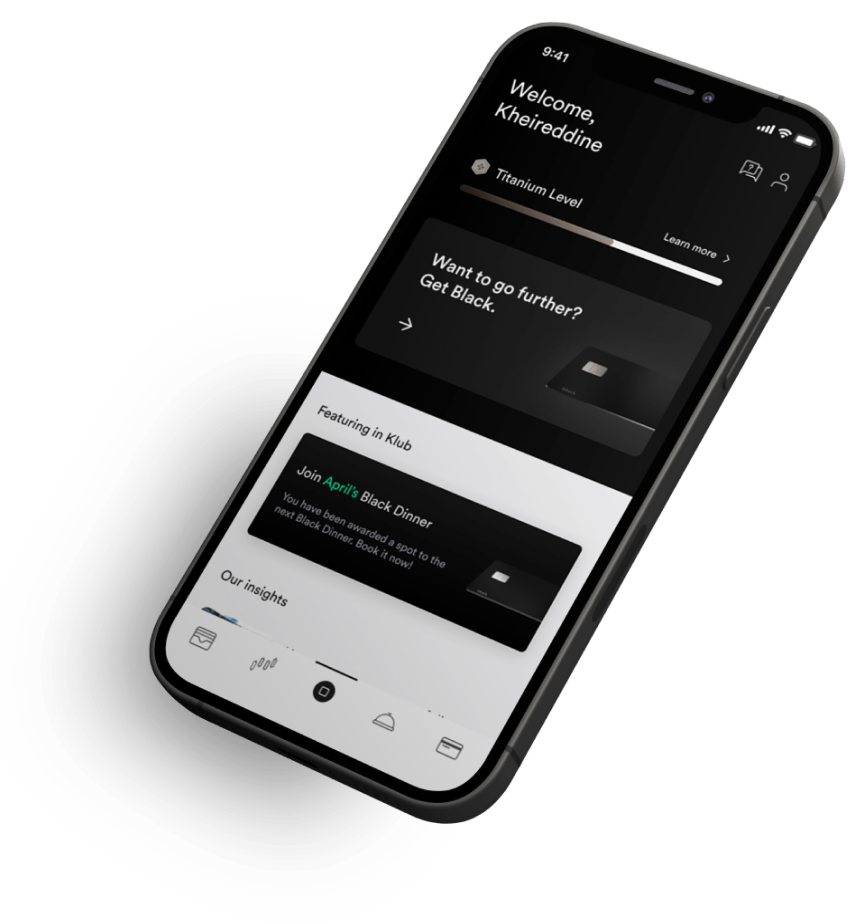 9:41
Welcome,
Kheireddine
Titanium Level
Learn more
Want to go further?
Get Black.
Featuring in Klub
Join April's Black Dinner
You have been awarded a spot to the
next Black Dinner. Book it now!
Our insights